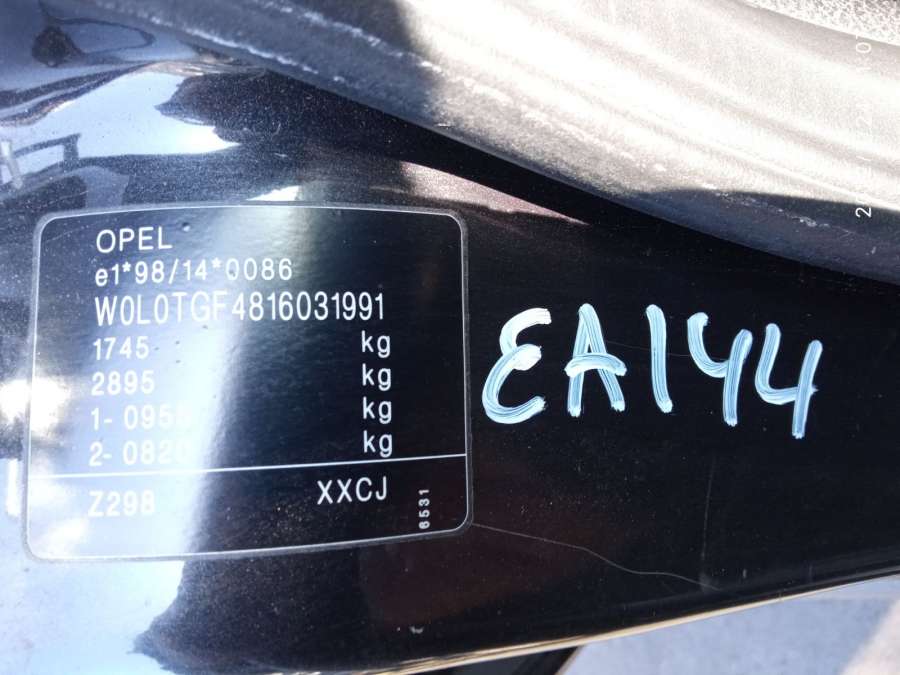 OPEL
e1*98/14*0086
W0L0TGF4816031991
1745 kg
2895 kg
1- 095 kg
2- 0820 kg
Z298 XXCJ
6531
EA144